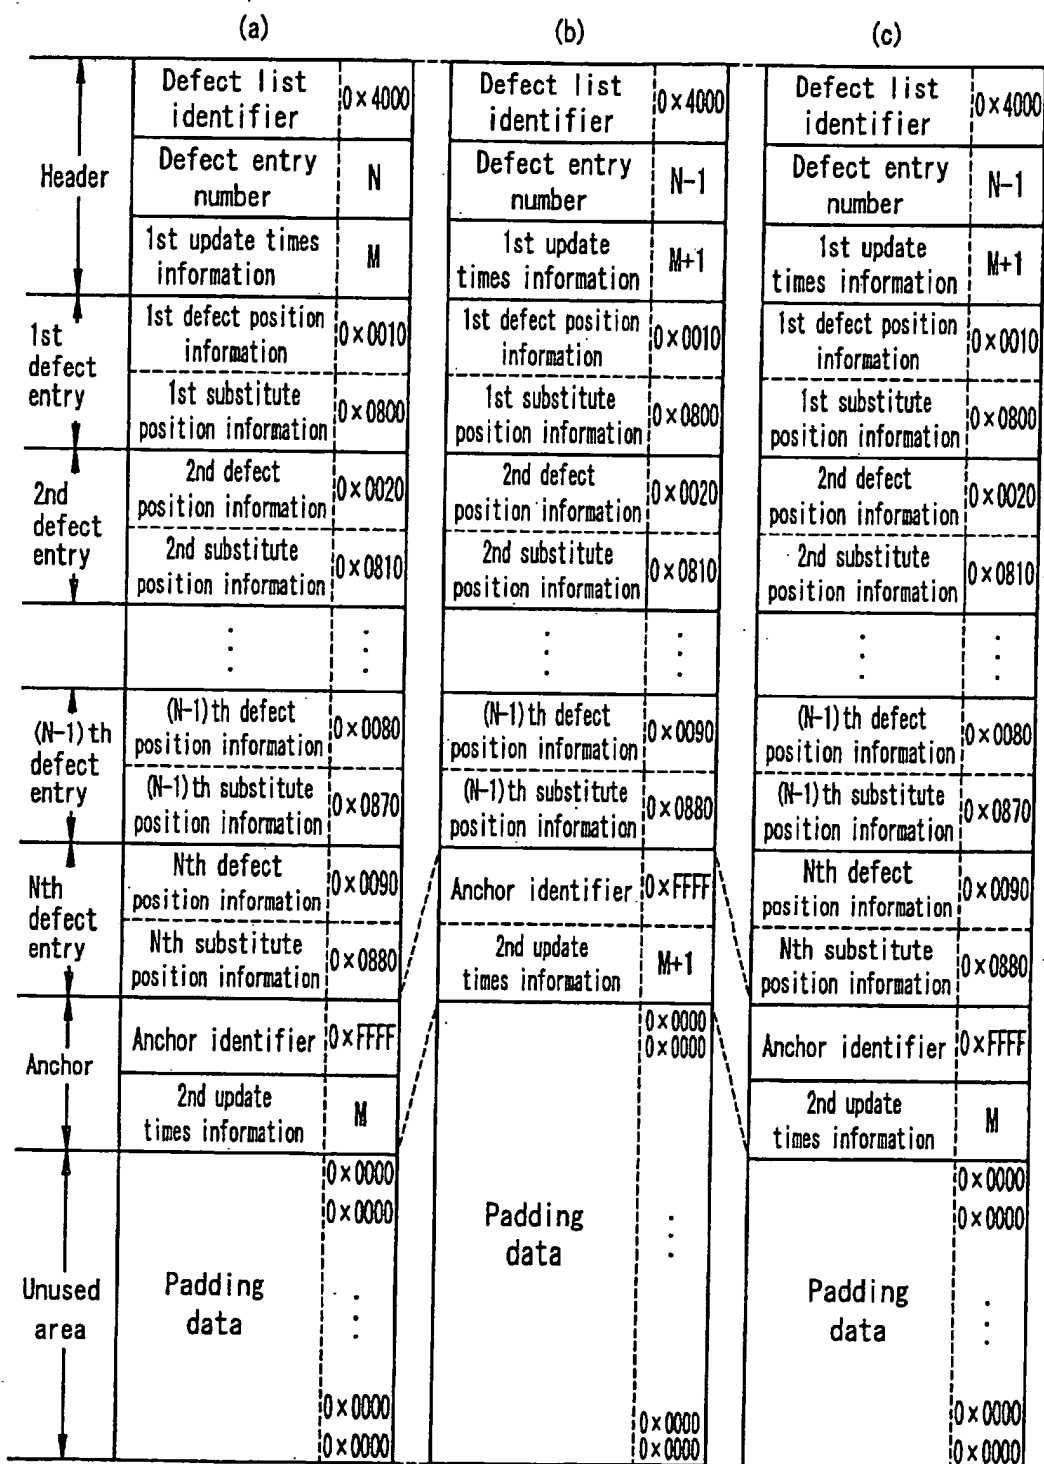 (a) (b) (c)
Header
1st
defect
entry
2nd
defect
entry
(N-1)th
defect
entry
Nth
defect
entry
Anchor
Unused
area
Defect list
identifier
0×4000
Defect entry
number
N
1st update times
information
M
1st defect position
information
0×0010
1st substitute
position information
0×0800
2nd defect
position information
0×0020
2nd substitute
position information
0×0810
(N-1)th defect
position information
0×0080
(N-1)th substitute
position information
0×0870
Nth defect
position information
0×0090
Nth substitute
position information
0×0880
Anchor identifier
0×FFFF
2nd update
times information
M
Padding
data
0×0000
0×0000
0×0000
0×0000
Defect list
identifier
0×4000
Defect entry
number
N-1
1st update
times information
M+1
1st defect position
information
0×0010
1st substitute
position information
0×0800
2nd defect
position information
0×0020
2nd substitute
position information
0×0810
(N-1)th defect
position information
0×0090
(N-1)th substitute
position information
0×0880
Anchor identifier
0×FFFF
2nd update
times information
M+1
Padding
data
0×0000
0×0000
0×0000
0×0000
Defect list
identifier
0×4000
Defect entry
number
N-1
1st update
times information
M+1
1st defect position
information
0×0010
1st substitute
position information
0×0800
2nd defect
position information
0×0020
2nd substitute
position information
0×0810
(N-1)th defect
position information
0×0080
(N-1)th substitute
position information
0×0870
Nth defect
position information
0×0090
Nth substitute
position information
0×0880
Anchor identifier
0×FFFF
2nd update
times information
M
Padding
data
0×0000
0×0000
0×0000
0×0000